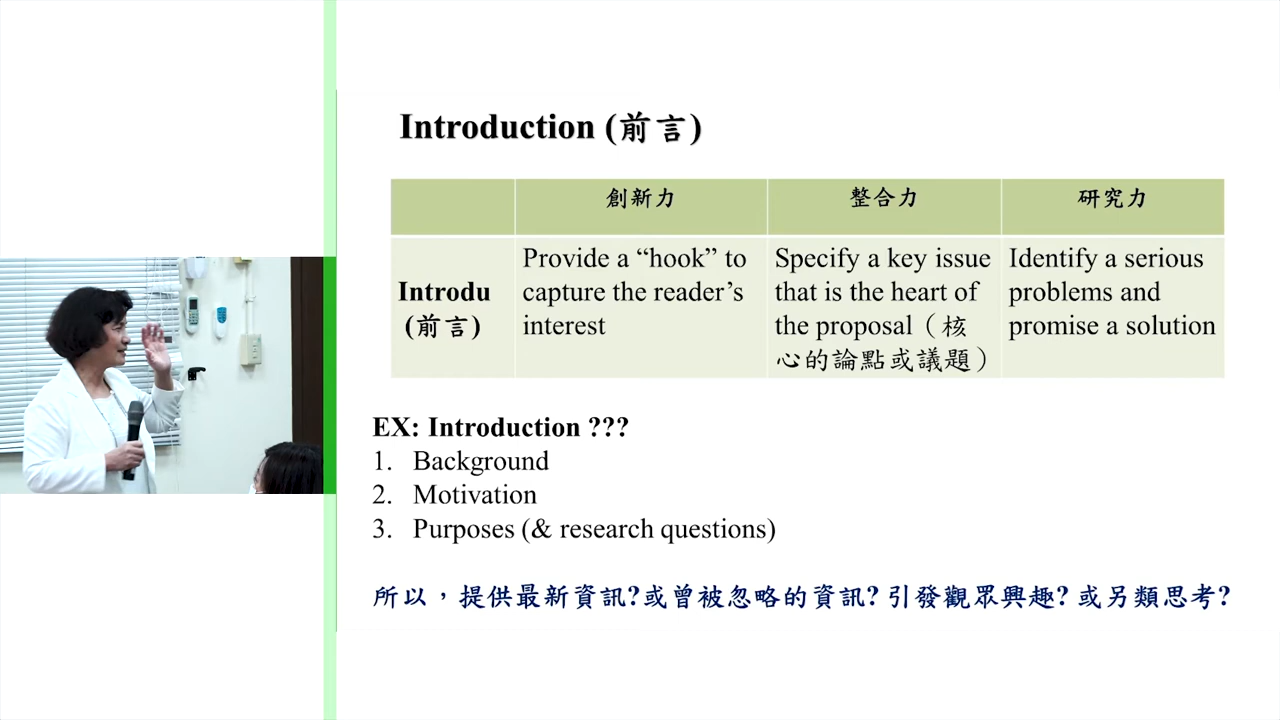 Introduction (前言)
創新力
整合力
研究力
Introdu
(前言)
Provide a “hook” to
capture the reader’s
interest
Specify a key issue
that is the heart of
the proposal（核
心的論點或議題）
Identify a serious
problems and
promise a solution
EX: Introduction ???
1. Background
2. Motivation
3. Purposes (& research questions)
所以，提供最新資訊?或曾被忽略的資訊? 引發觀眾興趣? 或另類思考?